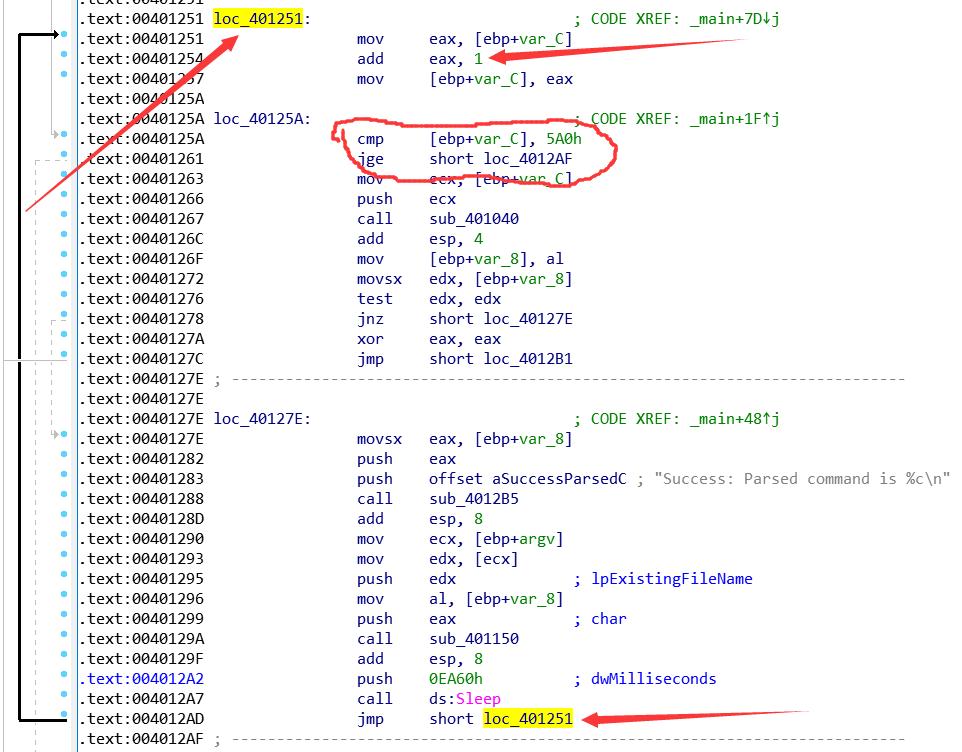 .text:00401251
.text:00401251 loc_401251: ; CODE XREF: _main+7D↓j
.text:00401251 mov eax, [ebp+var_C]
.text:00401254 add eax, 1
.text:00401257 mov [ebp+var_C], eax
.text:0040125A
.text:0040125A loc_40125A: ; CODE XREF: _main+1F↑j
.text:0040125A cmp [ebp+var_C], 5A0h
.text:00401261 jge short loc_4012AF
.text:00401263 mov ecx, [ebp+var_C]
.text:00401266 push ecx
.text:00401267 call sub_401040
.text:0040126C add esp, 4
.text:0040126F mov [ebp+var_8], al
.text:00401272 movsx edx, [ebp+var_8]
.text:00401276 test edx, edx
.text:00401278 jnz short loc_40127E
.text:0040127A xor eax, eax
.text:0040127C jmp short loc_4012B1
.text:0040127E ; ---------------------------------------------------------------------------
.text:0040127E
.text:0040127E loc_40127E: ; CODE XREF: _main+48↑j
.text:0040127E movsx eax, [ebp+var_8]
.text:00401282 push eax
.text:00401283 push offset aSuccessParsedC ; "Success: Parsed command is %c\n"
.text:00401288 call sub_4012B5
.text:0040128D add esp, 8
.text:00401290 mov ecx, [ebp+argv]
.text:00401293 mov edx, [ecx]
.text:00401295 push edx ; lpExistingFileName
.text:00401296 mov al, [ebp+var_8]
.text:00401299 push eax ; char
.text:0040129A call sub_401150
.text:0040129F add esp, 8
.text:004012A2 push 0EA60h ; dwMilliseconds
.text:004012A7 call ds:Sleep
.text:004012AD jmp short loc_401251
.text:004012AF ; ---------------------------------------------------------------------------